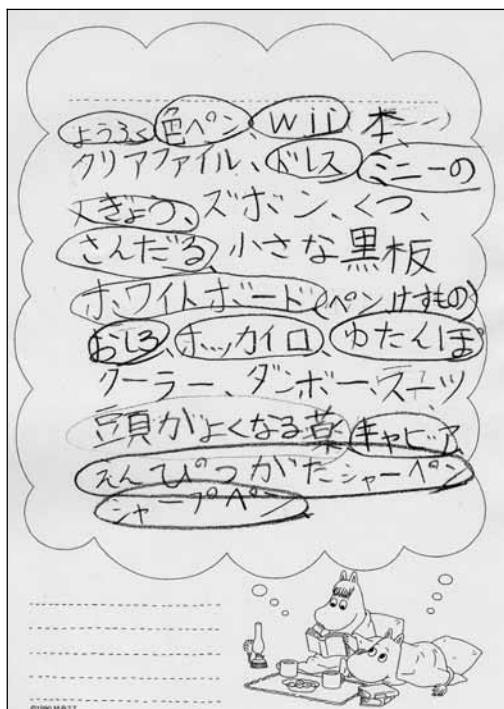 ようふく 色ペン、Wii 本、
クリアファイル、ドレス ミニーの
人ぎょう、ズボン、くつ、
さんだる、小さな黒板
ホワイトボード(ペンけすもの)
おしろ、ホッカイロ、ゆたんぽ
クーラー、ダンボー、スーツ
頭がよくなる薬 キャビア
えんぴつがたシャーペン
シャープペン